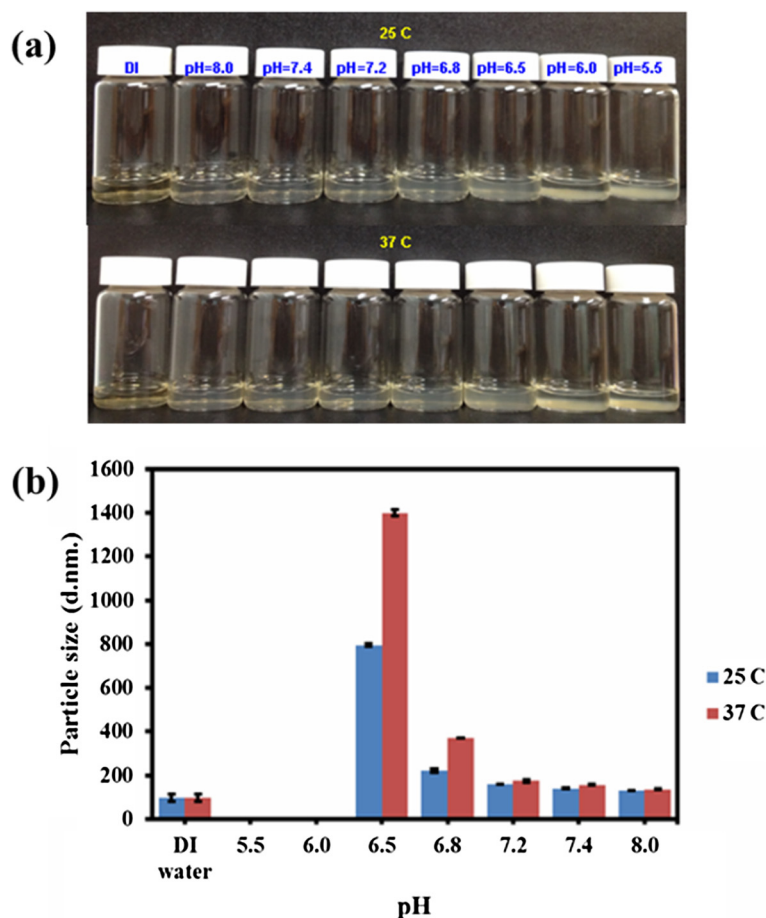 (a)
25 C
DI pH=8.0 pH=7.4 pH=7.2 pH=6.8 pH=6.5 pH=6.0 pH=5.5
37 C
(b)
1600
1400
1200
1000
800
600
400
200
0
Particle size (d.nm.)
25 C
37 C
DI water 5.5 6.0 6.5 6.8 7.2 7.4 8.0
pH